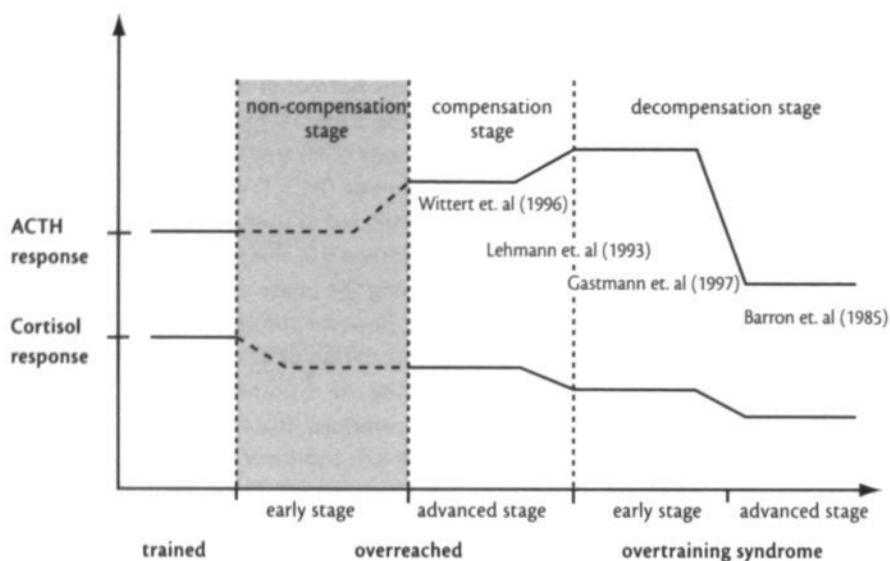 non-compensation
stage
compensation
stage
decompensation stage
ACTH
response
Wittert et. al (1996)
Lehmann et. al (1993)
Gastmann et. al (1997)
Barron et. al (1985)
Cortisol
response
early stage
advanced stage
early stage
advanced stage
trained
overreached
overtraining syndrome